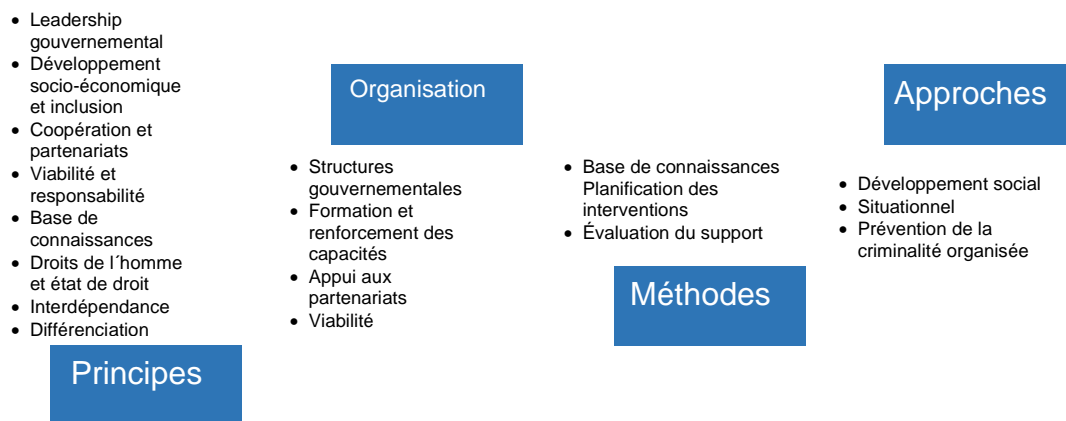 • Leadership
gouvernemental
• Développement
socio-économique
et inclusion
• Coopération et
partenariats
• Viabilité et
responsabilité
• Base de
connaissances
• Droits de l´homme
et état de droit
• Interdépendance
• Différenciation
Principes
Organisation
• Structures
gouvernementales
• Formation et
renforcement des
capacités
• Appui aux
partenariats
• Viabilité
• Base de connaissances
Planification des
interventions
• Évaluation du support
Méthodes
Approches
• Développement social
• Situationnel
• Prévention de la
criminalité organisée